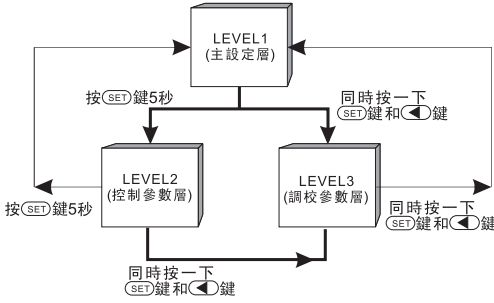 LEVEL1
(主設定層)
按SET鍵5秒
同時按一下
SET鍵和◀鍵
LEVEL2
(控制參數層)
LEVEL3
(調校參數層)
按SET鍵5秒
同時按一下
SET鍵和◀鍵
同時按一下
SET鍵和◀鍵